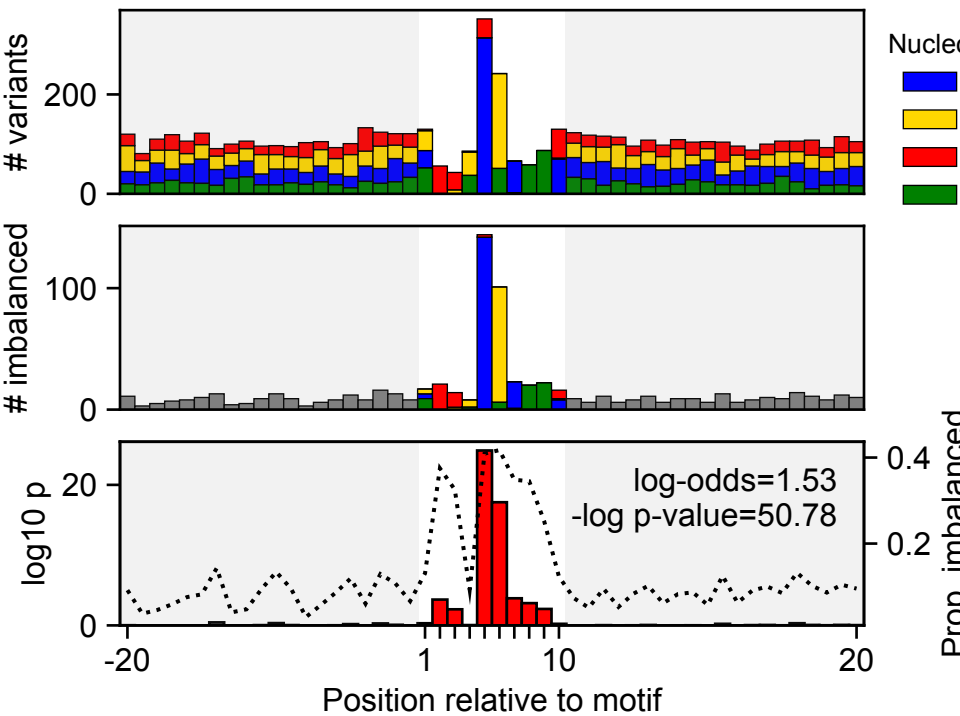 # variants
200
0
Nucleo
# imbalanced
100
0
log10 p
20
0
log-odds=1.53
-log p-value=50.78
0.4
0.2
Prop. imbalanced
-20
1
10
20
Position relative to motif